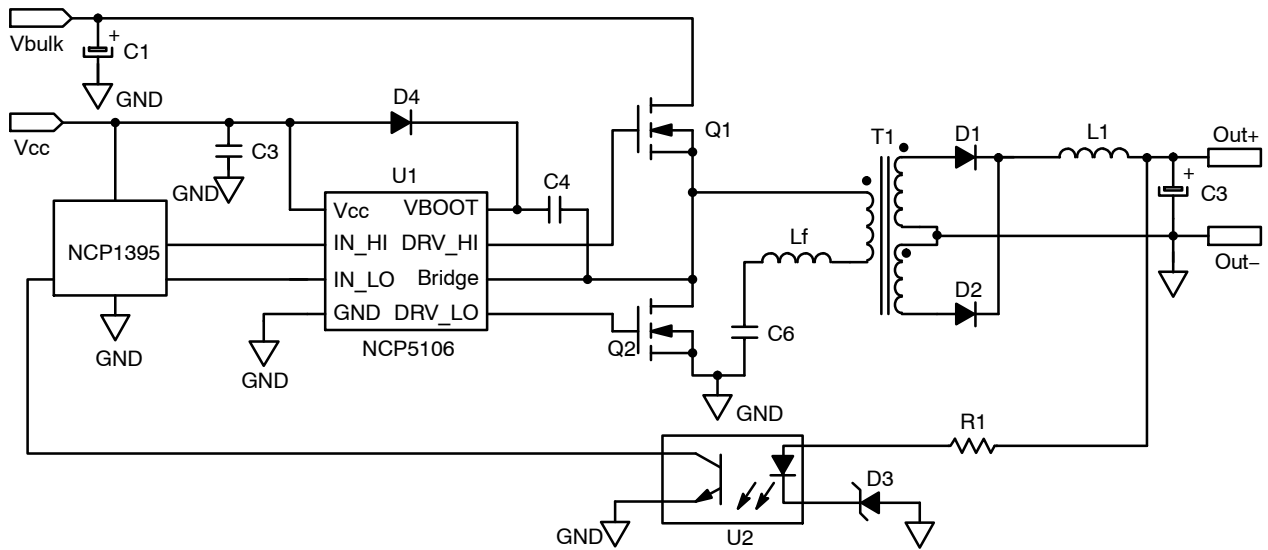 Vbulk
+
C1
GND
Vcc
D4
C3
GND
U1
C4
Q1
T1
D1
L1
Out+
+
C3
Out−
NCP1395
Vcc VBOOT
IN_HI DRV_HI
IN_LO Bridge
GND DRV_LO
NCP5106
GND
GND
Lf
D2
Q2
C6
GND
R1
D3
GND
U2